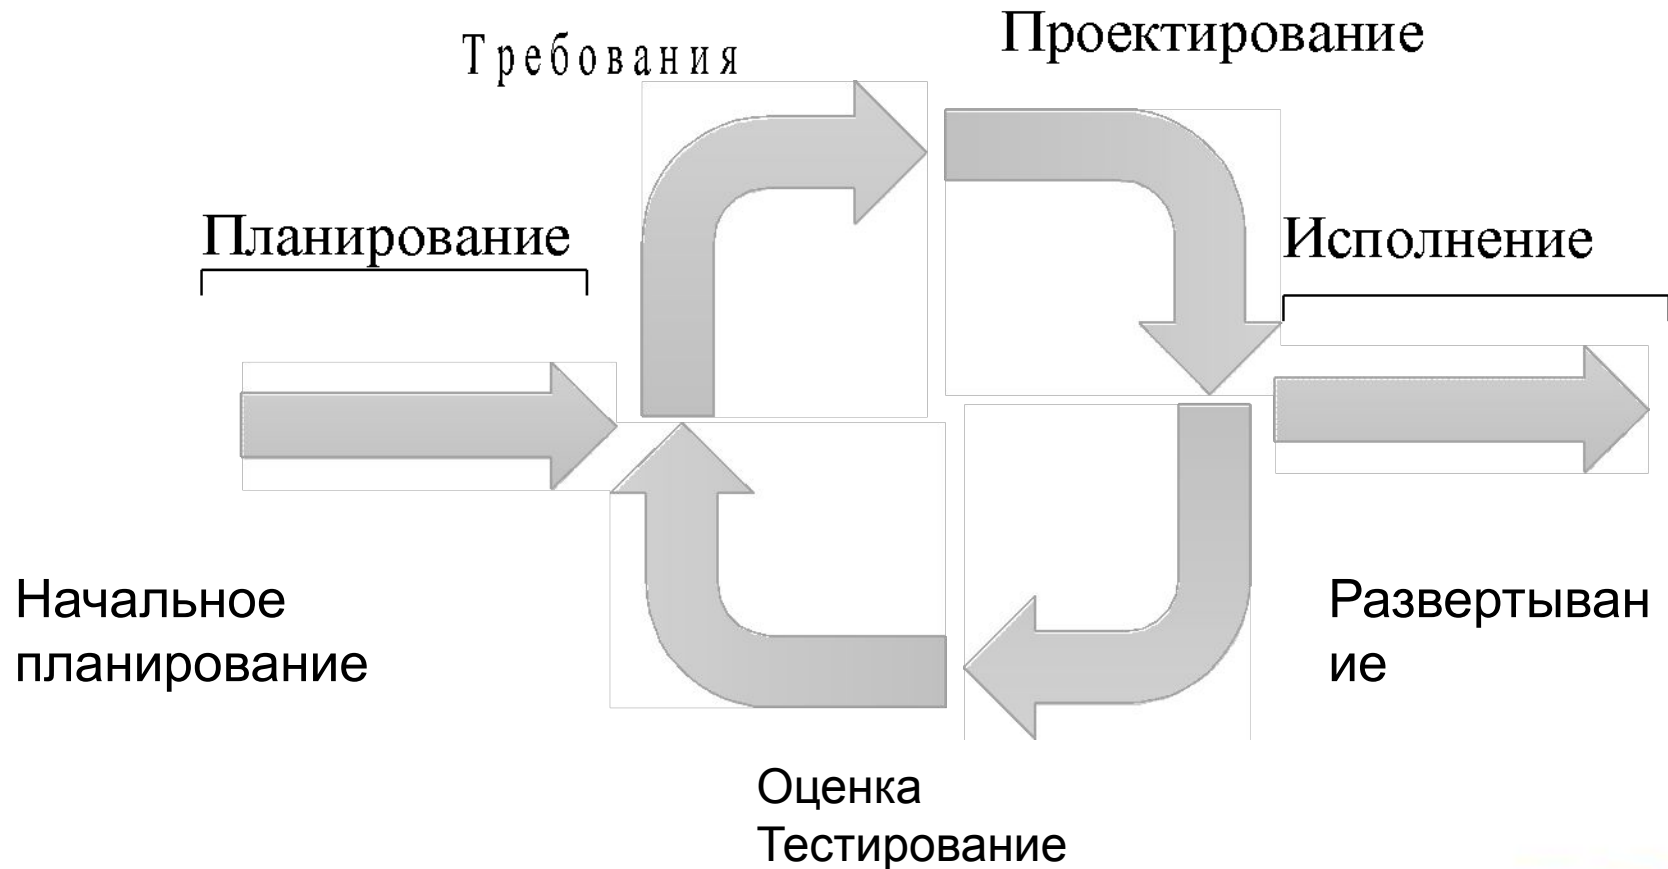 Требования
Проектирование
Планирование
Исполнение
Начальное
планирование
Развертыван
ие
Оценка
Тестирование